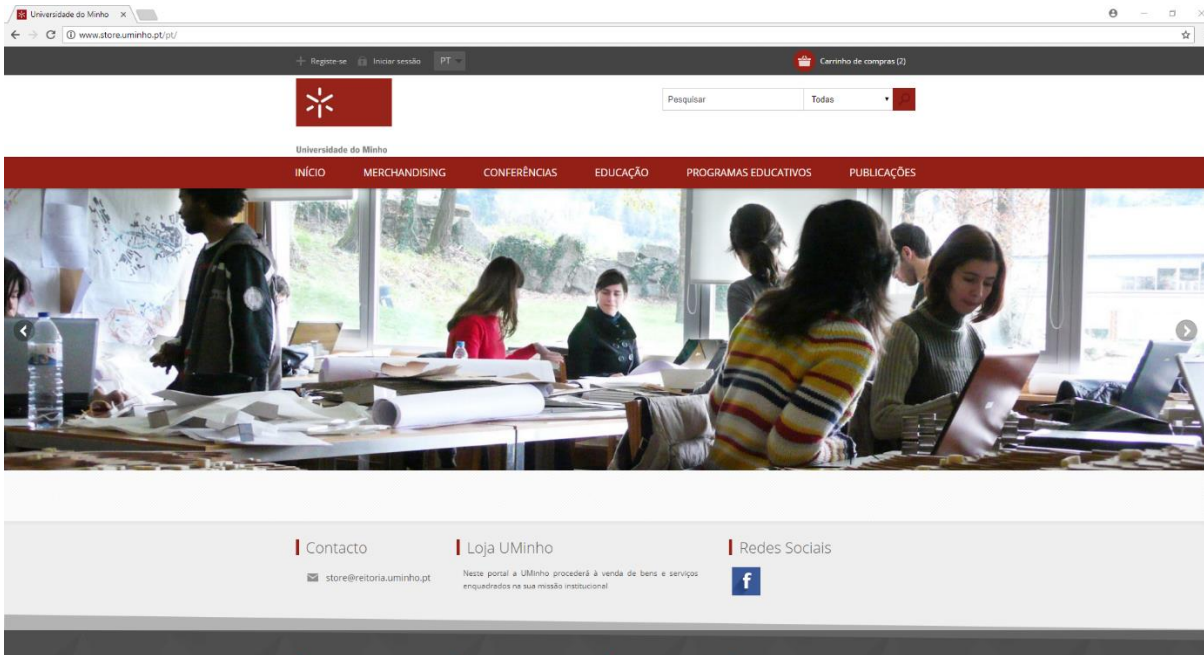 Universidade do Minho
www.store.uminho.pt/pt/
Registe-se Iniciar sessão PT Carrinho de compras (2)
Pesquisar Todas
Universidade do Minho
INÍCIO MERCHANDISING CONFERÊNCIAS EDUCAÇÃO PROGRAMAS EDUCATIVOS PUBLICAÇÕES
Contacto Loja UMinho Redes Sociais
store@reitoria.uminho.pt
Neste portal a UMinho procederá à venda de bens e serviços
enquadrados na sua missão institucional
f